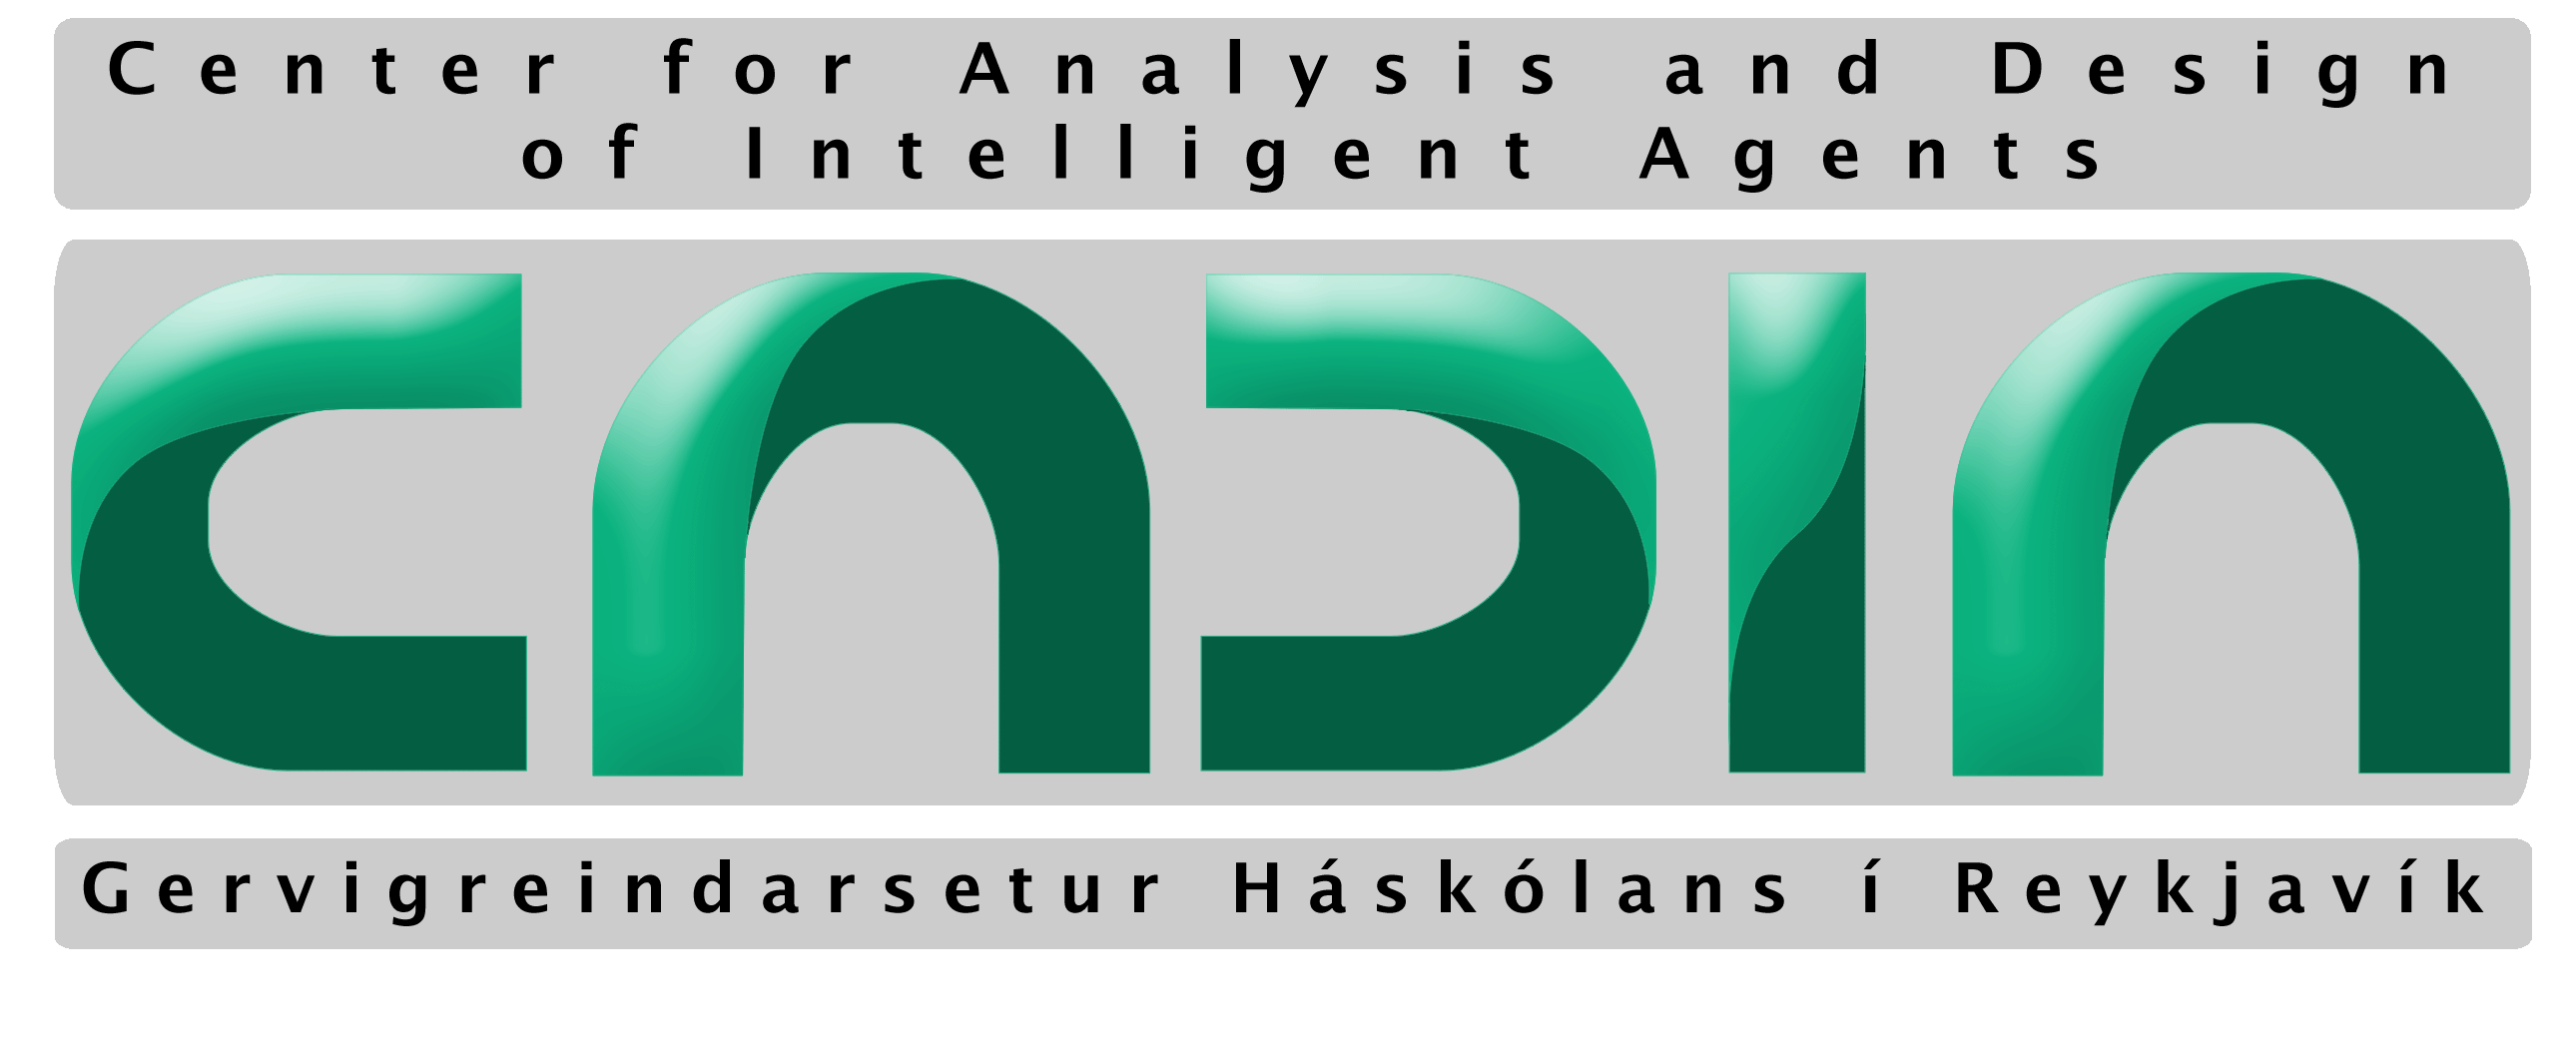 Center for Analysis and Design
of Intelligent Agents
CADIA
Gervigreindarsetur Háskólans í Reykjavík